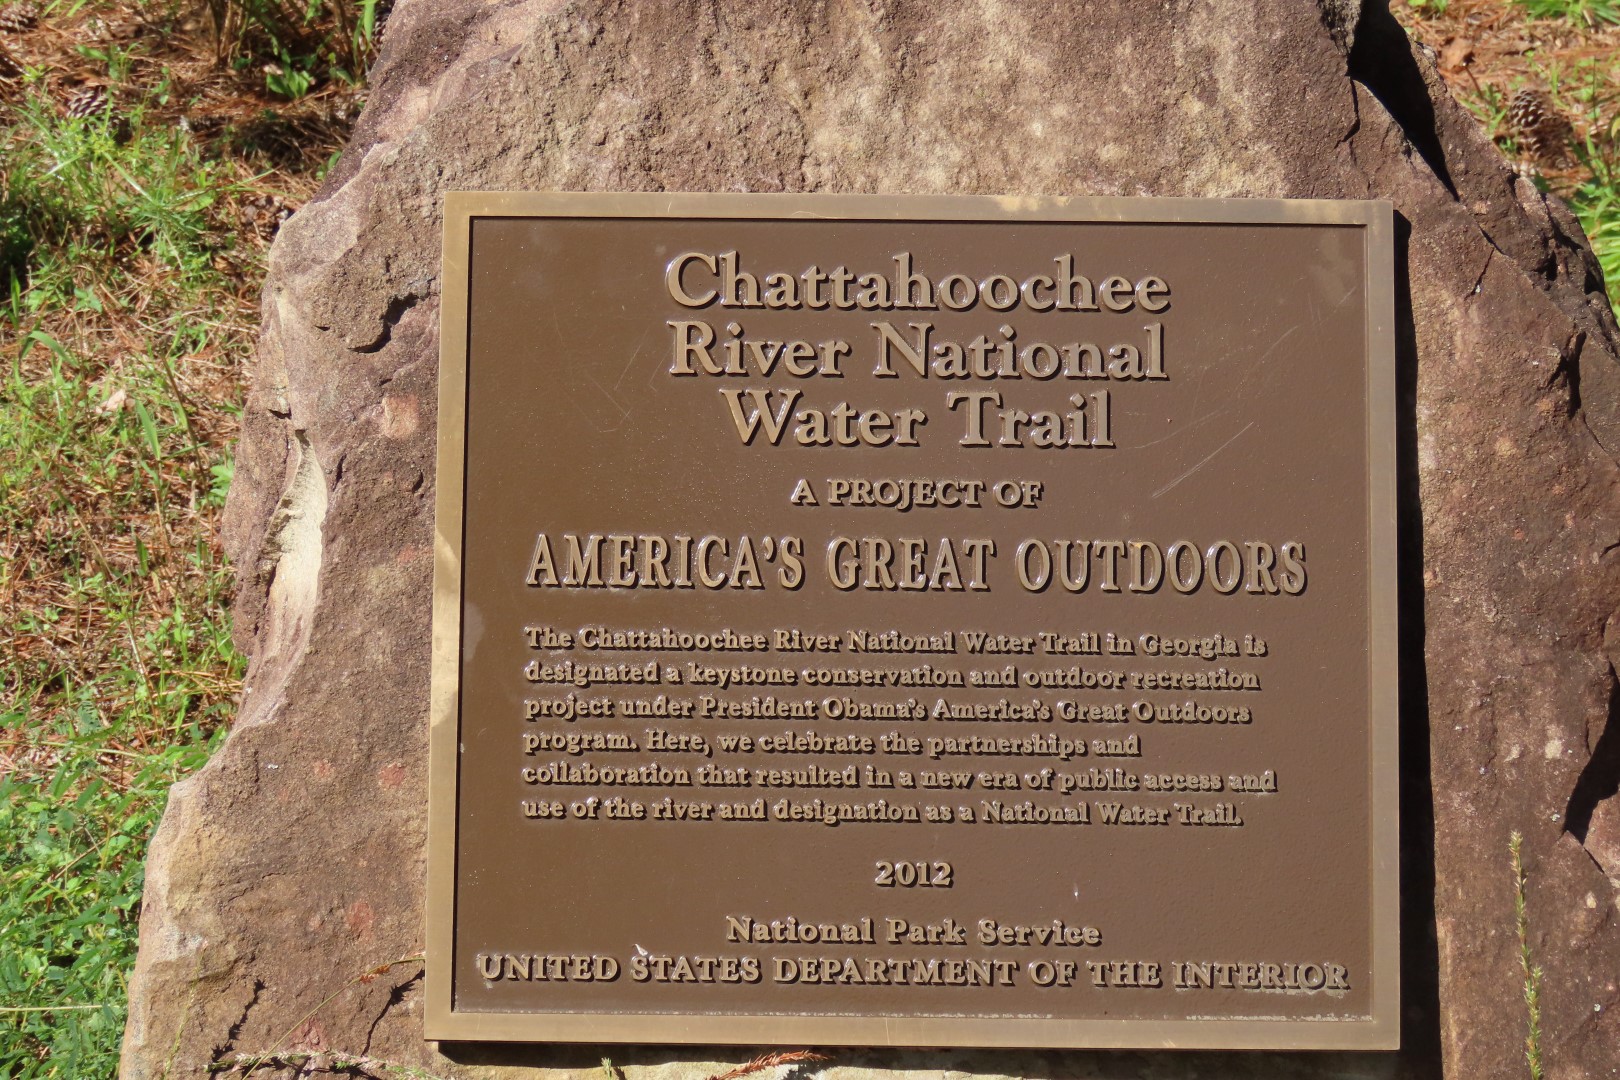 Chattahoochee
River National
Water Trail
A PROJECT OF
AMERICA'S GREAT OUTDOORS
The Chattahoochee River National Water Trail in Georgia is
designated a keystone conservation and outdoor recreation
project under President Obama's America's Great Outdoors
program. Here, we celebrate the partnerships and
collaboration that resulted in a new era of public access and
use of the river and designation as a National Water Trail.
2012
National Park Service
UNITED STATES DEPARTMENT OF THE INTERIOR